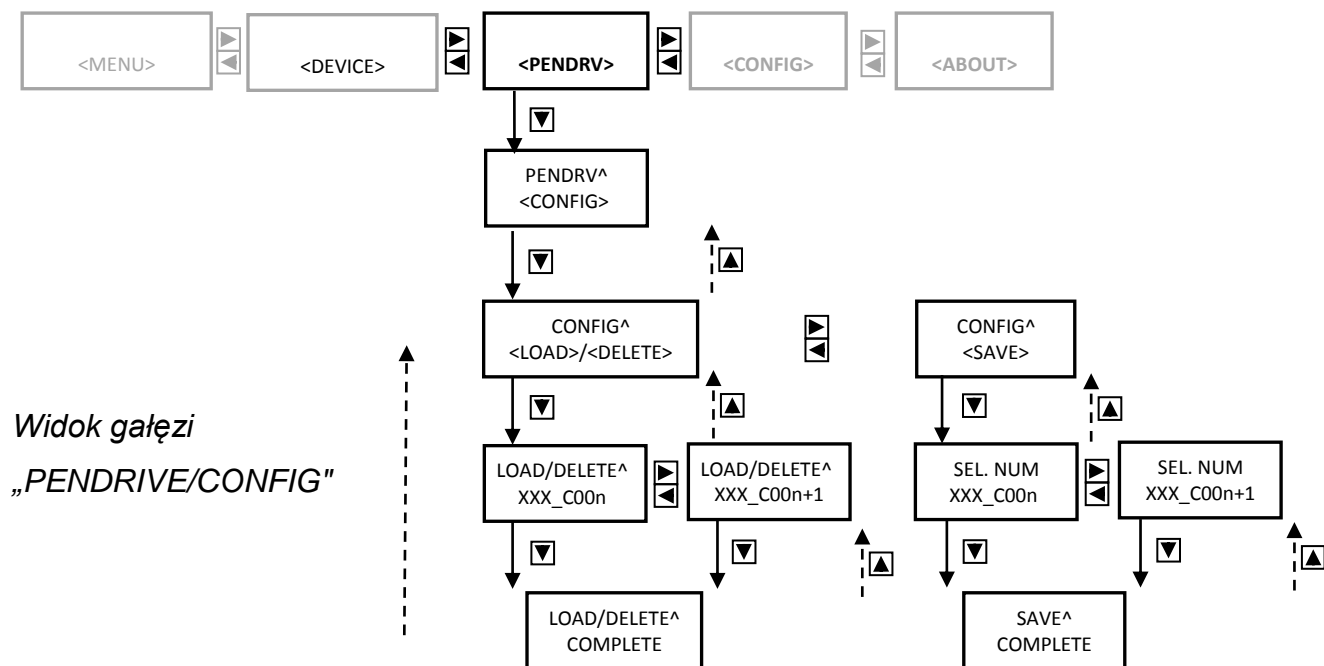 <MENU>
<DEVICE>
<PENDRV>
<CONFIG>
<ABOUT>
PENDRV^
<CONFIG>
CONFIG^
<LOAD>/<DELETE>
CONFIG^
<SAVE>
Widok gałęzi
„PENDRIVE/CONFIG"
LOAD/DELETE^
XXX_C00n
LOAD/DELETE^
XXX_C00n+1
SEL. NUM
XXX_C00n
SEL. NUM
XXX_C00n+1
LOAD/DELETE^
COMPLETE
SAVE^
COMPLETE